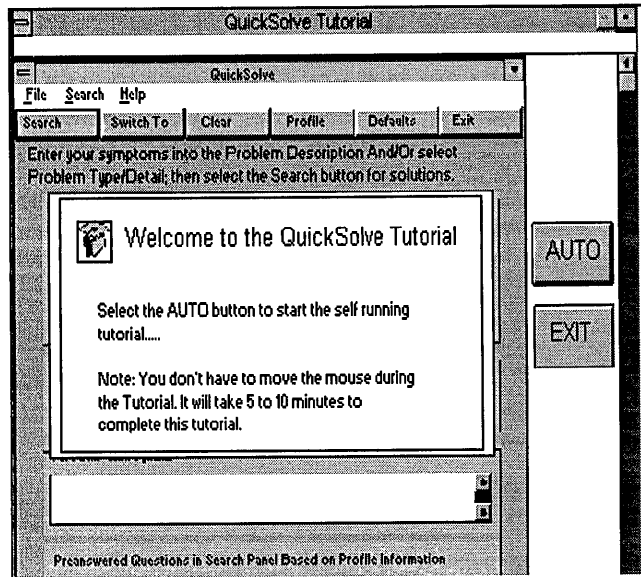 QuickSolve Tutorial
QuickSolve
File Search Help
Search Switch To Clear Profile Defaults Exit
Enter your symptoms into the Problem Description And/Or select
Problem Type/Detail; then select the Search button for solutions.
Welcome to the QuickSolve Tutorial
Select the AUTO button to start the self running
tutorial.....
Note: You don't have to move the mouse during
the Tutorial. It will take 5 to 10 minutes to
complete this tutorial.
AUTO
EXIT
Preanswered Questions in Search Panel Based on Profile Information